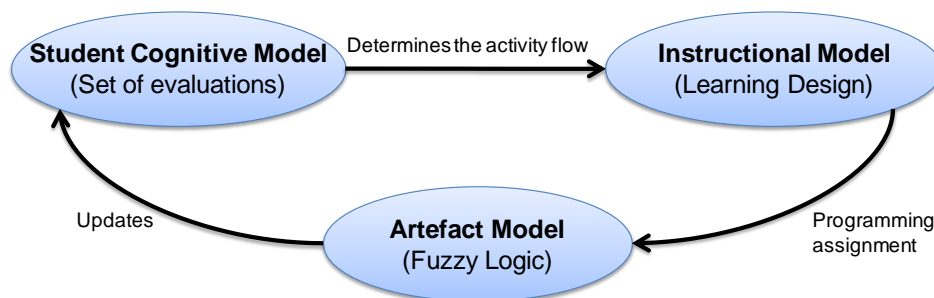 Student Cognitive Model
(Set of evaluations)
Determines the activity flow
Instructional Model
(Learning Design)
Updates
Artefact Model
(Fuzzy Logic)
Programming
assignment